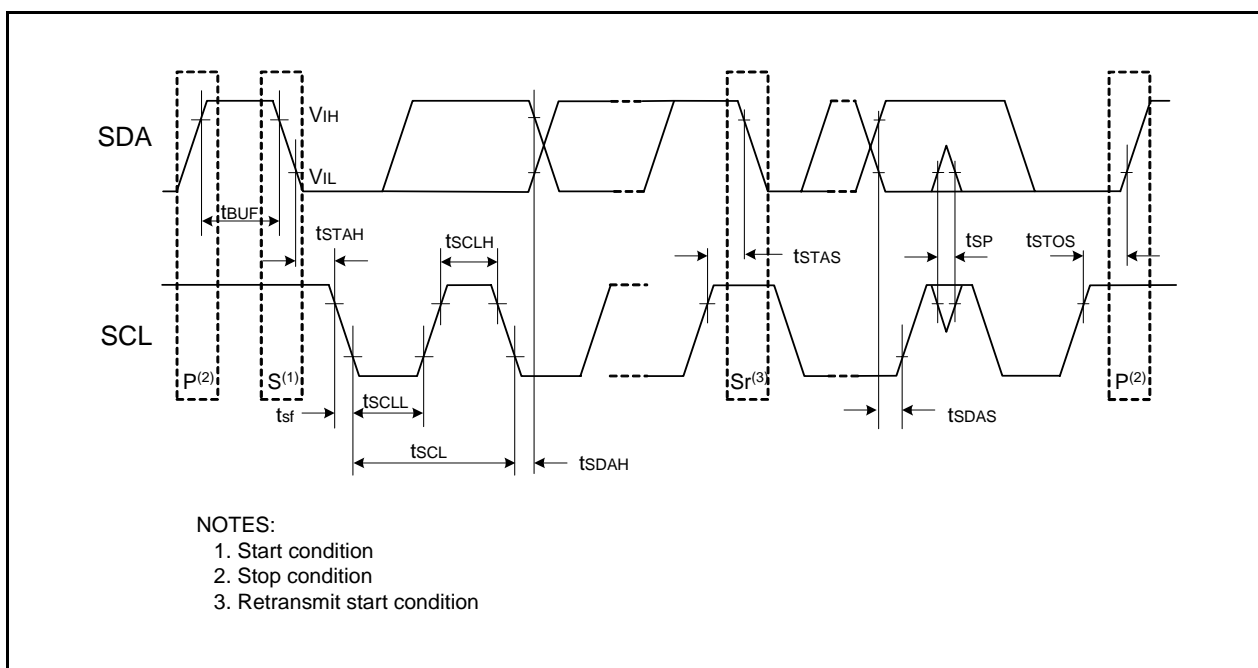 SDA
VIH
VIL
tBUF
tSTAH
tSCLH
tSTAS
tSP
tSTOS
SCL
P(2)
S(1)
Sr(3)
P(2)
tsf
tSCLL
tSCL
tSDAH
tSDAS
NOTES:
1. Start condition
2. Stop condition
3. Retransmit start condition